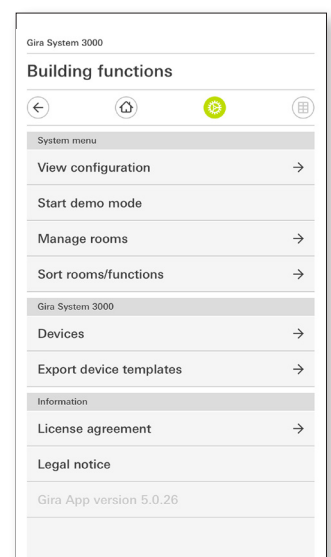 Gira System 3000
Building functions
System menu
View configuration
Start demo mode
Manage rooms
Sort rooms/functions
Gira System 3000
Devices
Export device templates
Information
License agreement
Legal notice
Gira App version 5.0.26